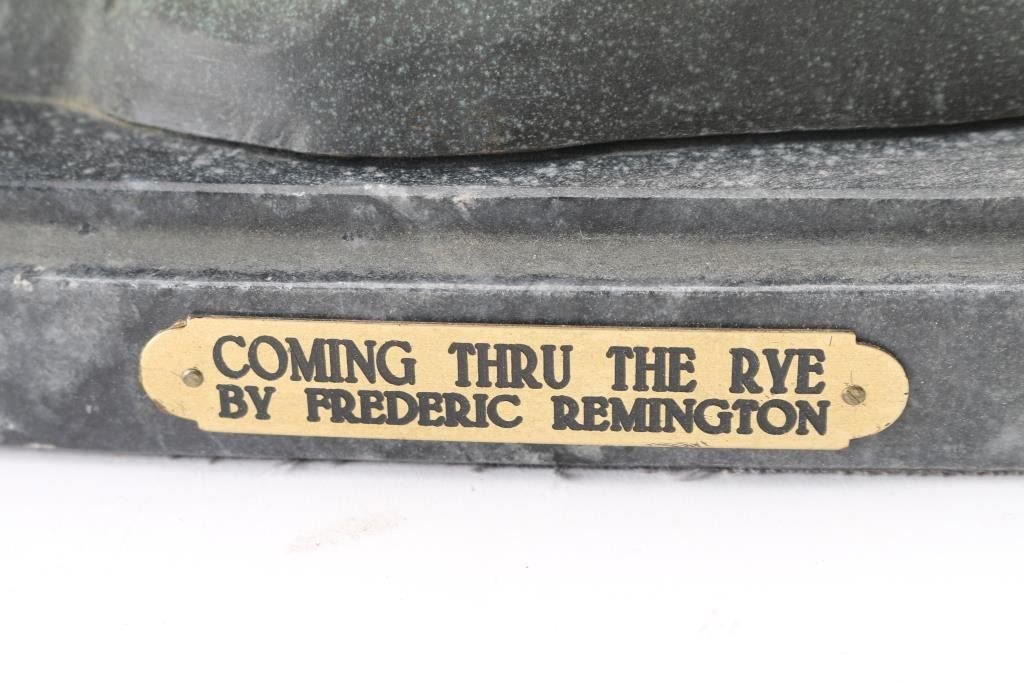 COMING THRU THE RYE
BY FREDERIC REMINGTON